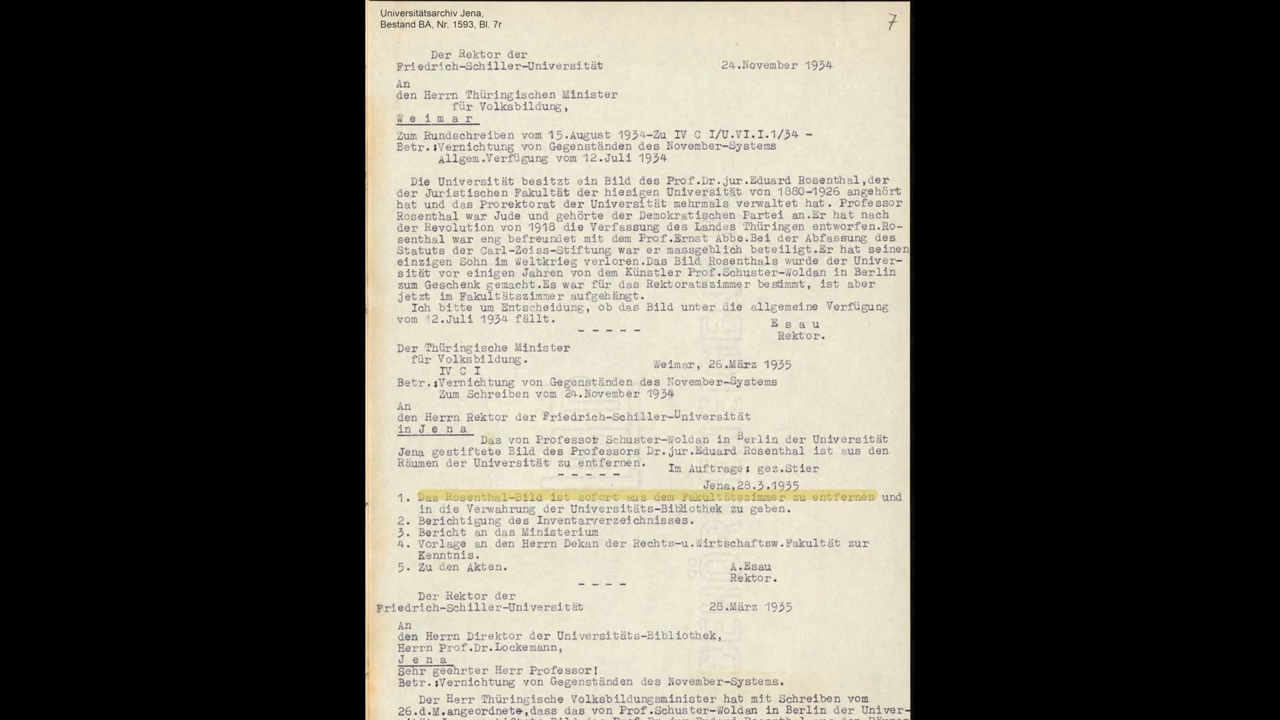 Universitätsarchiv Jena,
Bestand BA, Nr. 1593, Bl. 7r
7
Der Rektor der
Friedrich-Schiller-Universität 24.November 1934
An
den Herrn Thüringischen Minister
für Volksbildung,
Weimar
Zum Rundschreiben vom 15.August 1934-Zu IV C I/U.VI.I.1/34 -
Betr.:Vernichtung von Gegenständen des November-Systems
Allgem.Verfügung vom 12.Juli 1934
Die Universität besitzt ein Bild des Prof.Dr.jur.Eduard Rosenthal,der
der Juristischen Fakultät der hiesigen Universität von 1880-1926 angehört
hat und das Prorektorat der Universität mehrmals verwaltet hat. Professor
Rosenthal war Jude und gehörte der Demokratischen Partei an.Er hat nach
der Revolution von 1918 die Verfassung des Landes Thüringen entworfen.Ro-
senthal war eng befreundet mit dem Prof.Ernst Abbe.Bei der Abfassung des
Statuts der Carl-Zeiss-Stiftung war er massgeblich beteiligt.Er hat seinen
einzigen Sohn im Weltkrieg verloren.Das Bild Rosenthals wurde der Univer-
sität vor einigen Jahren von dem Künstler Prof.Schuster-Woldan in Berlin
zum Geschenk gemacht.Es war für das Rektoratszimmer bestimmt, ist aber
jetzt im Fakultätszimmer aufgehängt.
Ich bitte um Entscheidung, ob das Bild unter die allgemeine Verfügung
vom 12.Juli 1934 fällt.
Esau
Rektor.
- - - - -
Der Thüringische Minister
für Volksbildung.
IV C I
Weimar, 26.März 1935
Betr.:Vernichtung von Gegenständen des November-Systems
Zum Schreiben vom 24.November 1934
An
den Herrn Rektor der Friedrich-Schiller-Universität
in Jena
Das von Professor Schuster-Woldan in Berlin der Universität
Jena gestiftete Bild des Professors Dr.jur.Eduard Rosenthal ist aus den
Räumen der Universität zu entfernen.
Im Auftrage: gez.Stier
- - - - -
Jena,28.3.1935
1. Das Rosenthal-Bild ist sofort aus dem Fakultätszimmer zu entfernen und
in die Verwahrung der Universitäts-Bibliothek zu geben.
2. Berichtigung des Inventarverzeichnisses.
3. Bericht an das Ministerium
4. Vorlage an den Herrn Dekan der Rechts-u.Wirtschaftsw.Fakultät zur
Kenntnis.
5. Zu den Akten.
A.Esau
Rektor.
- - - -
Der Rektor der
Friedrich-Schiller-Universität 28.März 1935
An
den Herrn Direktor der Universitäts-Bibliothek,
Herrn Prof.Dr.Lockemann,
Jena
Sehr geehrter Herr Professor!
Betr.:Vernichtung von Gegenständen des November-Systems.
Der Herr Thüringische Volksbildungsminister hat mit Schreiben vom
26.d.M.angeordnete,dass das von Prof.Schuster-Woldan in Berlin der Univer-